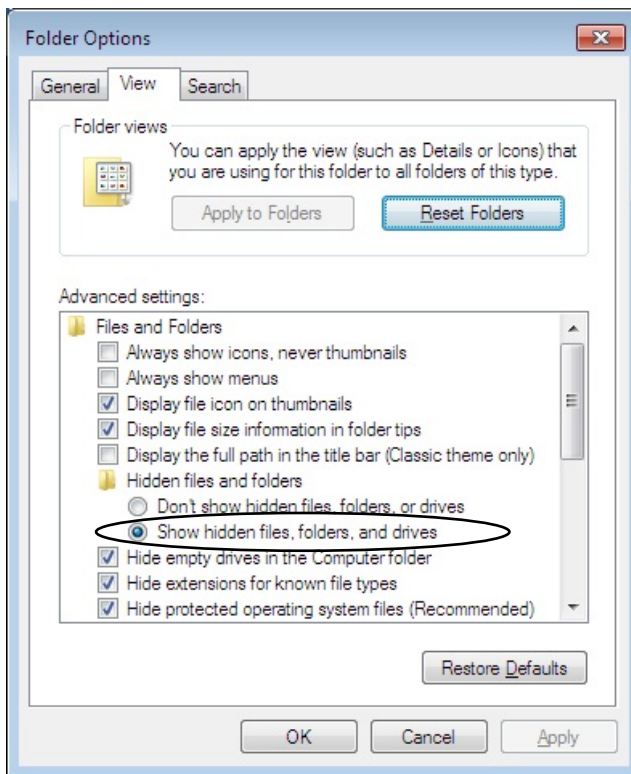 Folder Options
General
View
Search
Folder views
You can apply the view (such as Details or Icons) that
you are using for this folder to all folders of this type.
Apply to Folders
Reset Folders
Advanced settings:
Files and Folders
Always show icons, never thumbnails
Always show menus
Display file icon on thumbnails
Display file size information in folder tips
Display the full path in the title bar (Classic theme only)
Hidden files and folders
Don't show hidden files, folders, or drives
Show hidden files, folders, and drives
Hide empty drives in the Computer folder
Hide extensions for known file types
Hide protected operating system files (Recommended)
Restore Defaults
OK
Cancel
Apply